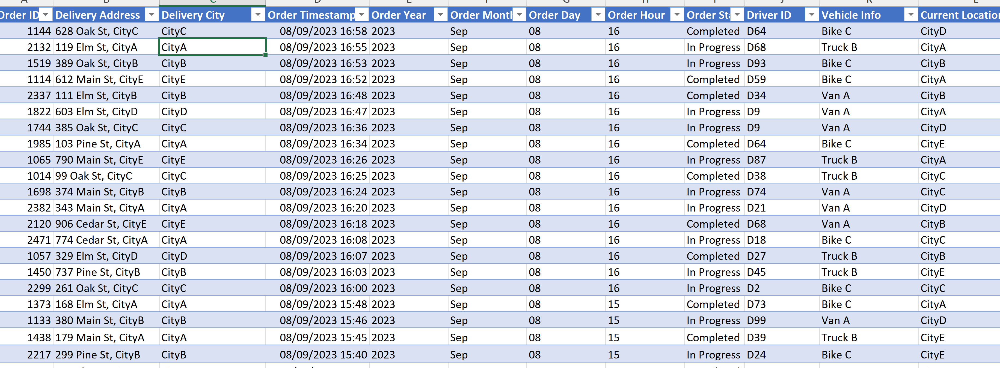 A B C D E F G H I J K L
Order ID Delivery Address Delivery City Order Timestamp Order Year Order Month Order Day Order Hour Order Sta Driver ID Vehicle Info Current Location
1144 628 Oak St, CityC CityC 08/09/2023 16:58 2023 Sep 08 16 Completed D64 Bike C CityD
2132 119 Elm St, CityA CityA 08/09/2023 16:55 2023 Sep 08 16 In Progress D68 Truck B CityA
1519 389 Oak St, CityB CityB 08/09/2023 16:53 2023 Sep 08 16 In Progress D93 Bike C CityB
1114 612 Main St, CityE CityE 08/09/2023 16:52 2023 Sep 08 16 Completed D59 Bike C CityA
2337 111 Elm St, CityB CityB 08/09/2023 16:48 2023 Sep 08 16 Completed D34 Van A CityB
1822 603 Elm St, CityD CityD 08/09/2023 16:47 2023 Sep 08 16 In Progress D9 Van A CityA
1744 385 Oak St, CityC CityC 08/09/2023 16:36 2023 Sep 08 16 In Progress D9 Van A CityD
1985 103 Pine St, CityA CityA 08/09/2023 16:34 2023 Sep 08 16 Completed D64 Bike C CityE
1065 790 Main St, CityE CityE 08/09/2023 16:26 2023 Sep 08 16 In Progress D87 Truck B CityA
1014 99 Oak St, CityC CityC 08/09/2023 16:25 2023 Sep 08 16 Completed D38 Truck B CityC
1698 374 Main St, CityB CityB 08/09/2023 16:24 2023 Sep 08 16 In Progress D74 Van A CityC
2382 343 Main St, CityA CityA 08/09/2023 16:20 2023 Sep 08 16 In Progress D21 Van A CityD
2120 906 Cedar St, CityE CityE 08/09/2023 16:18 2023 Sep 08 16 Completed D68 Van A CityB
2471 774 Cedar St, CityA CityA 08/09/2023 16:08 2023 Sep 08 16 In Progress D18 Bike C CityC
1057 329 Elm St, CityD CityD 08/09/2023 16:07 2023 Sep 08 16 Completed D27 Truck B CityB
1450 737 Pine St, CityB CityB 08/09/2023 16:03 2023 Sep 08 16 In Progress D45 Truck B CityE
2299 261 Oak St, CityC CityC 08/09/2023 16:00 2023 Sep 08 16 In Progress D2 Bike C CityC
1373 168 Elm St, CityA CityA 08/09/2023 15:48 2023 Sep 08 15 Completed D73 Bike C CityA
1133 380 Main St, CityB CityB 08/09/2023 15:46 2023 Sep 08 15 In Progress D99 Van A CityD
1438 179 Main St, CityA CityA 08/09/2023 15:45 2023 Sep 08 15 Completed D39 Truck B CityE
2217 299 Pine St, CityB CityB 08/09/2023 15:40 2023 Sep 08 15 In Progress D24 Bike C CityE